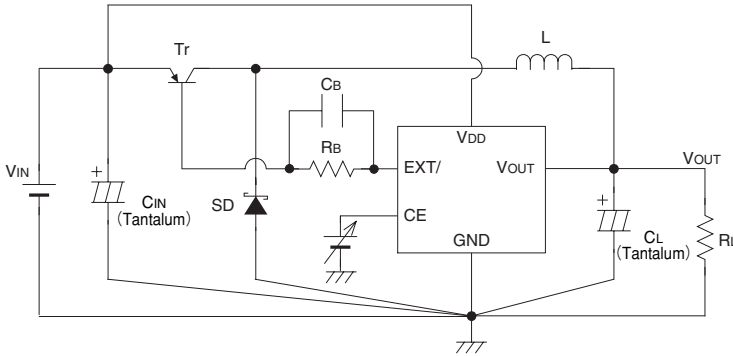 L
Tr
CB
RB
VDD
VIN
+
EXT/
VOUT
VOUT
CIN
(Tantalum)
SD
CE
+
CL
(Tantalum)
RL
GND